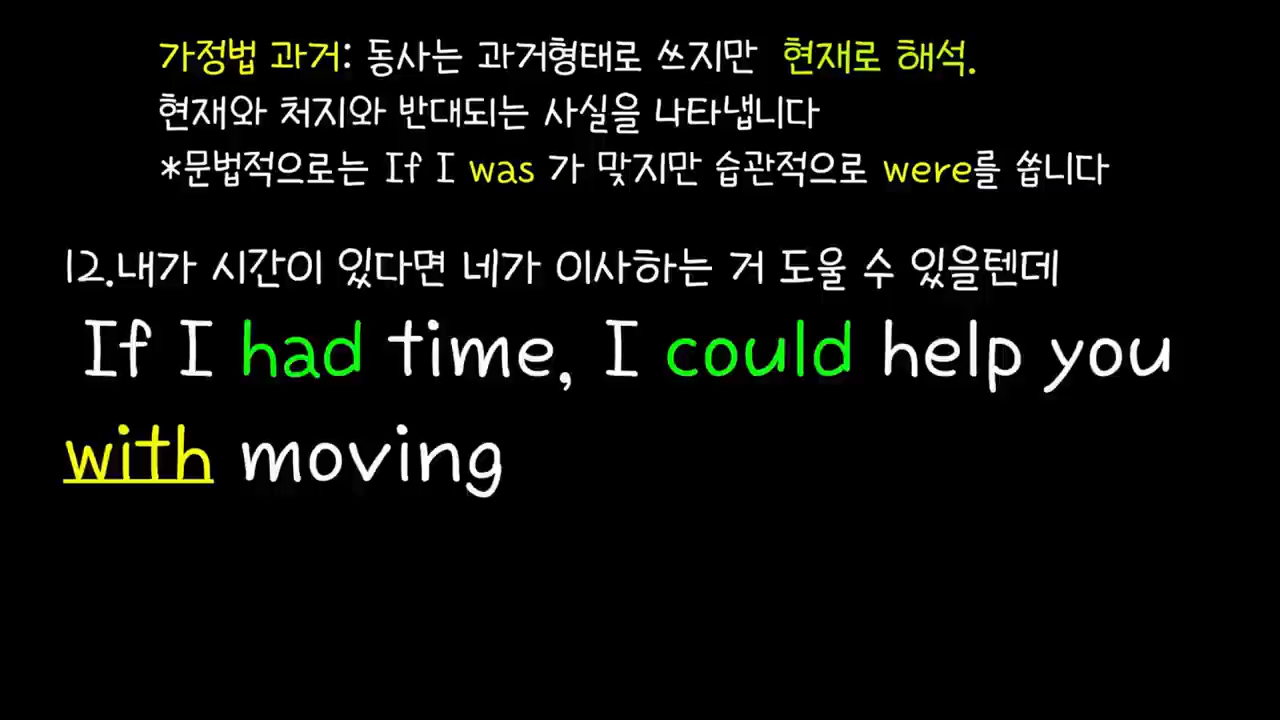 가정법 과거: 동사는 과거형태로 쓰지만 현재로 해석.
현재와 처지와 반대되는 사실을 나타냅니다
*문법적으로는 If I was 가 맞지만 습관적으로 were를 씁니다
12.내가 시간이 있다면 네가 이사하는 거 도울 수 있을텐데
If I had time, I could help you
with moving